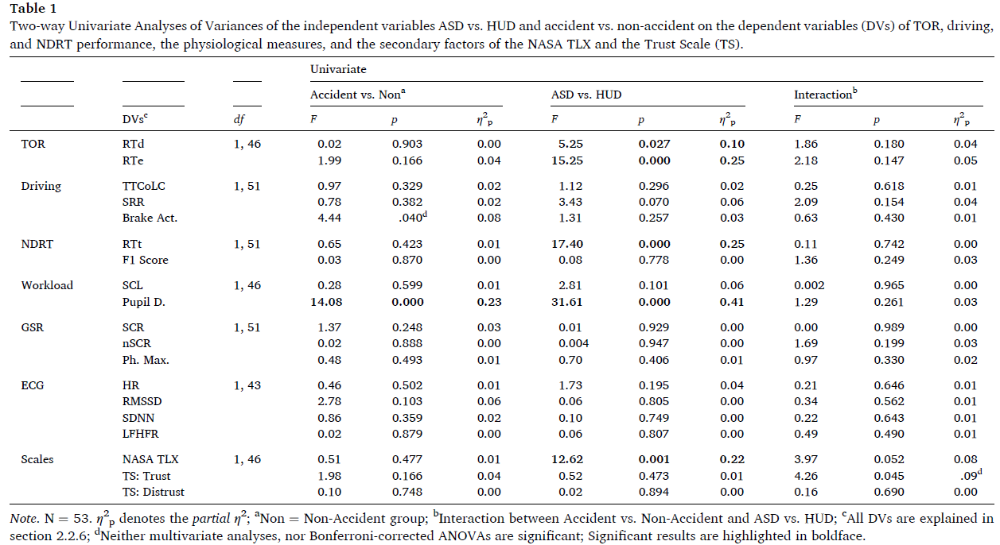 Table 1
Two-way Univariate Analyses of Variances of the independent variables ASD vs. HUD and accident vs. non-accident on the dependent variables (DVs) of TOR, driving,
and NDRT performance, the physiological measures, and the secondary factors of the NASA TLX and the Trust Scale (TS).
Univariate
Accident vs. Nonᵃ ASD vs. HUD Interactionᵇ
DVsᶜ df F p η²ₚ F p η²ₚ F p η²ₚ
TOR RTd 1, 46 0.02 0.903 0.00 5.25 0.027 0.10 1.86 0.180 0.04
RTe 1.99 0.166 0.04 15.25 0.000 0.25 2.18 0.147 0.05
Driving TTCoLC 1, 51 0.97 0.329 0.02 1.12 0.296 0.02 0.25 0.618 0.01
SRR 0.78 0.382 0.02 3.43 0.070 0.06 2.09 0.154 0.04
Brake Act. 4.44 .040ᵈ 0.08 1.31 0.257 0.03 0.63 0.430 0.01
NDRT RTt 1, 51 0.65 0.423 0.01 17.40 0.000 0.25 0.11 0.742 0.00
F1 Score 0.03 0.870 0.00 0.08 0.778 0.00 1.36 0.249 0.03
Workload SCL 1, 46 0.28 0.599 0.01 2.81 0.101 0.06 0.002 0.965 0.00
Pupil D. 14.08 0.000 0.23 31.61 0.000 0.41 1.29 0.261 0.03
GSR SCR 1, 51 1.37 0.248 0.03 0.01 0.929 0.00 0.00 0.989 0.00
nSCR 0.02 0.888 0.00 0.004 0.947 0.00 1.69 0.199 0.03
Ph. Max. 0.48 0.493 0.01 0.70 0.406 0.01 0.97 0.330 0.02
ECG HR 1, 43 0.46 0.502 0.01 1.73 0.195 0.04 0.21 0.646 0.01
RMSSD 2.78 0.103 0.06 0.06 0.805 0.00 0.34 0.562 0.01
SDNN 0.86 0.359 0.02 0.10 0.749 0.00 0.22 0.643 0.01
LFHFR 0.02 0.879 0.00 0.06 0.807 0.00 0.49 0.490 0.01
Scales NASA TLX 1, 46 0.51 0.477 0.01 12.62 0.001 0.22 3.97 0.052 0.08
TS: Trust 1.98 0.166 0.04 0.52 0.473 0.01 4.26 0.045 .09ᵈ
TS: Distrust 0.10 0.748 0.00 0.02 0.894 0.00 0.16 0.690 0.00
Note. N = 53. η²ₚ denotes the partial η²; ᵃNon = Non-Accident group; ᵇInteraction between Accident vs. Non-Accident and ASD vs. HUD; ᶜAll DVs are explained in
section 2.2.6; ᵈNeither multivariate analyses, nor Bonferroni-corrected ANOVAs are significant; Significant results are highlighted in boldface.